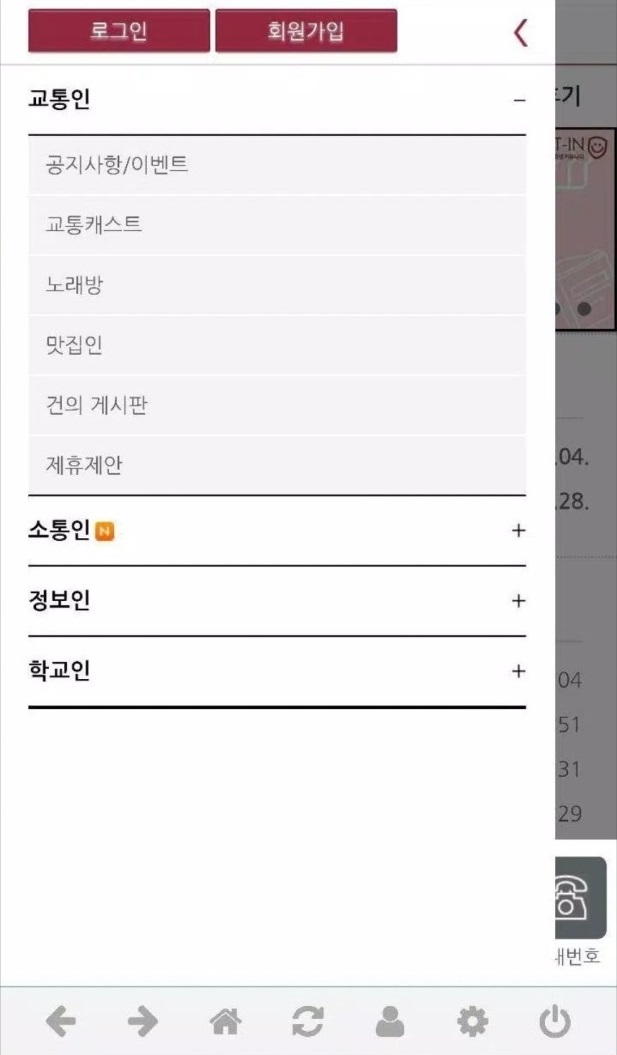 로그인 회원가입
교통인
공지사항/이벤트
교통캐스트
노래방
맛집인
건의 게시판
제휴제안
소통인 N
정보인
학교인
기
T-IN
.04.
.28.
04
51
31
29
내번호